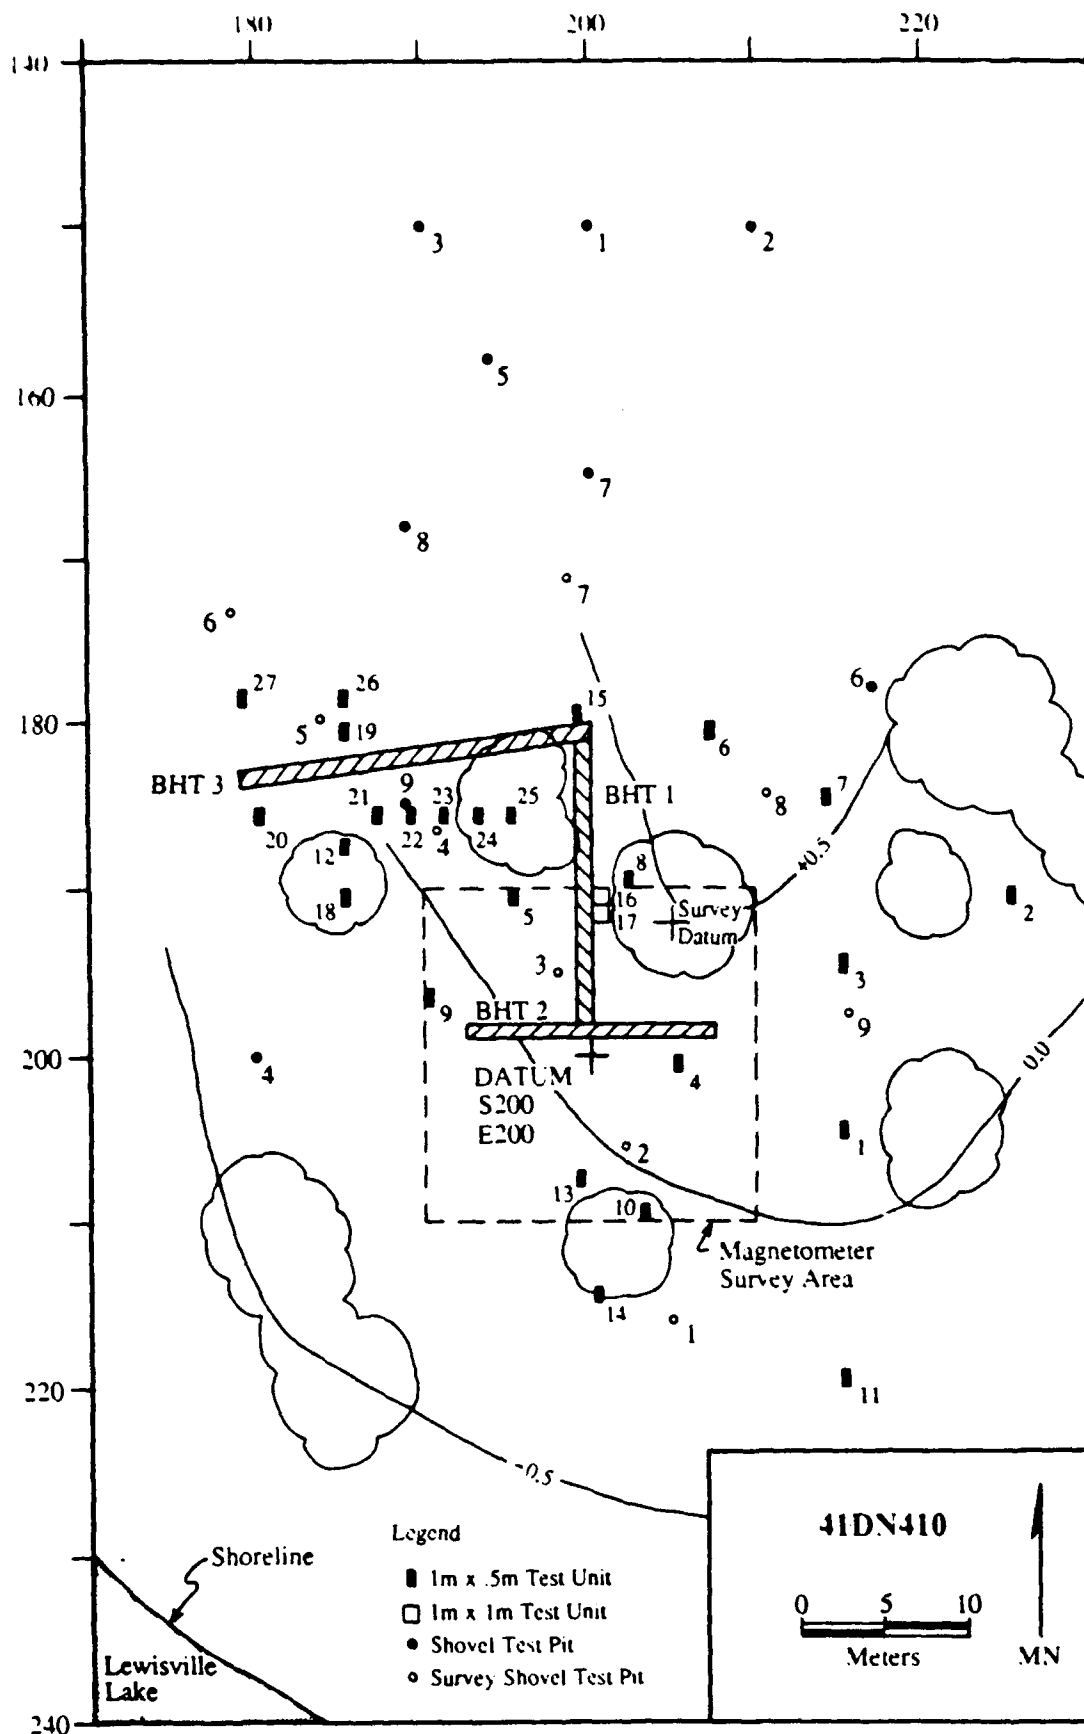 180 200 220
140
3 1 2
160
5
7
8
7
6
6
27 26 15
180
5 19
6
BHT 3
9
21 23 25
BHT 1
8 7
20 22 4 24
12
8
+0.5
18
5
16
17
Survey
Datum
2
3
3
9
BHT 2
9
0.0
200
4
DATUM
S200
E200
4
1
2
13
10
Magnetometer
Survey Area
14
1
220
11
-0.5
41DN410
Legend
Shoreline
1m x .5m Test Unit
1m x 1m Test Unit
Shovel Test Pit
Survey Shovel Test Pit
0 5 10
Meters
MN
Lewisville
Lake
240